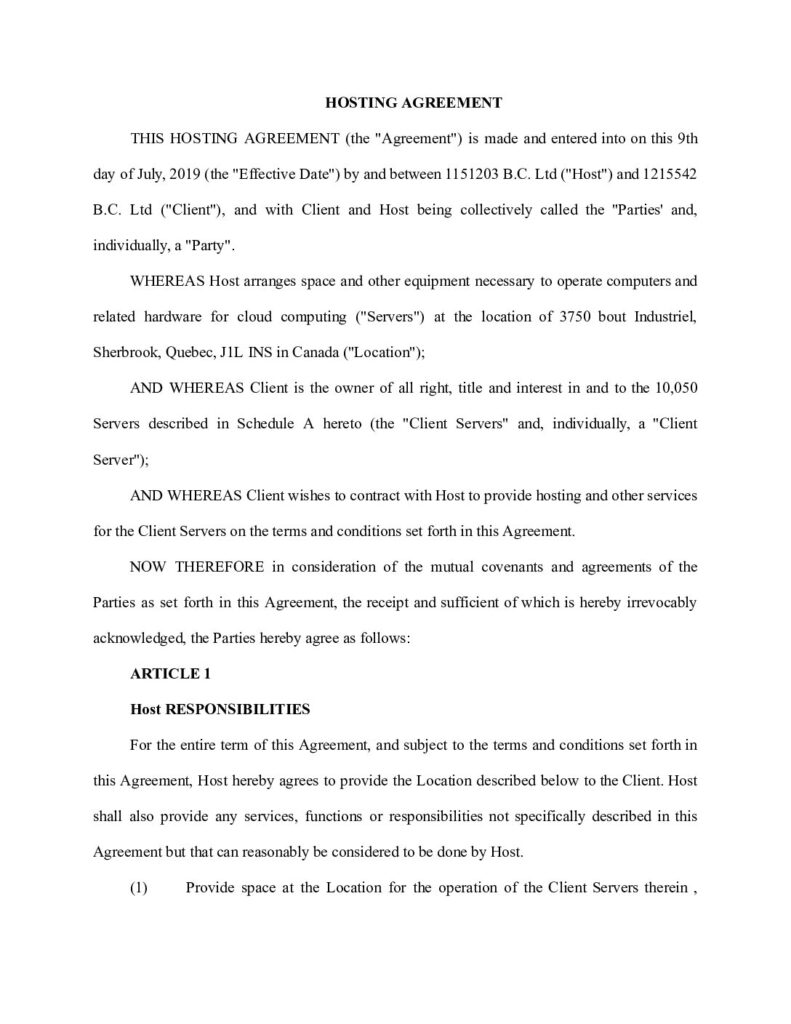 HOSTING AGREEMENT
THIS HOSTING AGREEMENT (the "Agreement") is made and entered into on this 9th
day of July, 2019 (the "Effective Date") by and between 1151203 B.C. Ltd ("Host") and 1215542
B.C. Ltd ("Client"), and with Client and Host being collectively called the "Parties' and,
individually, a "Party".
WHEREAS Host arranges space and other equipment necessary to operate computers and
related hardware for cloud computing ("Servers") at the location of 3750 bout Industriel,
Sherbrook, Quebec, J1L INS in Canada ("Location");
AND WHEREAS Client is the owner of all right, title and interest in and to the 10,050
Servers described in Schedule A hereto (the "Client Servers" and, individually, a "Client
Server");
AND WHEREAS Client wishes to contract with Host to provide hosting and other services
for the Client Servers on the terms and conditions set forth in this Agreement.
NOW THEREFORE in consideration of the mutual covenants and agreements of the
Parties as set forth in this Agreement, the receipt and sufficient of which is hereby irrevocably
acknowledged, the Parties hereby agree as follows:
ARTICLE 1
Host RESPONSIBILITIES
For the entire term of this Agreement, and subject to the terms and conditions set forth in
this Agreement, Host hereby agrees to provide the Location described below to the Client. Host
shall also provide any services, functions or responsibilities not specifically described in this
Agreement but that can reasonably be considered to be done by Host.
(1) Provide space at the Location for the operation of the Client Servers therein ,